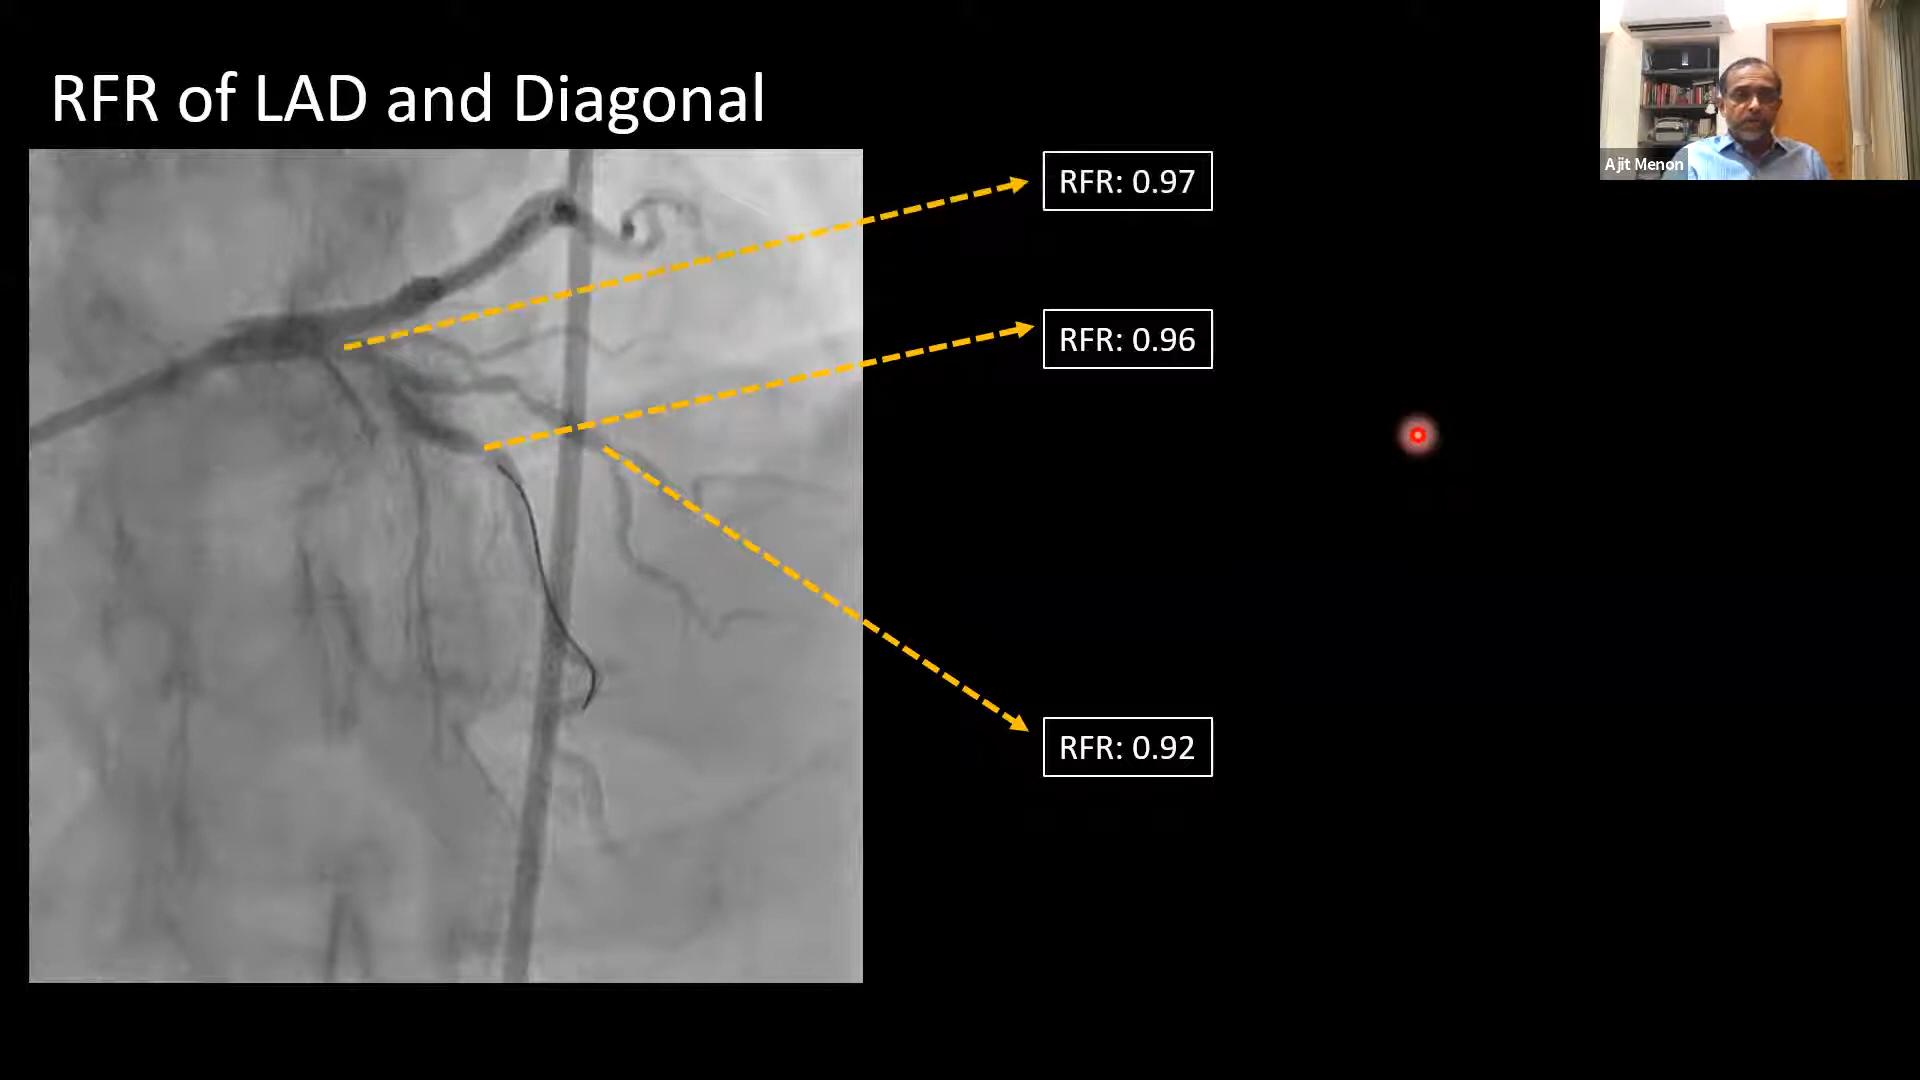 RFR of LAD and Diagonal
RFR: 0.97
RFR: 0.96
RFR: 0.92
Ajit Menon